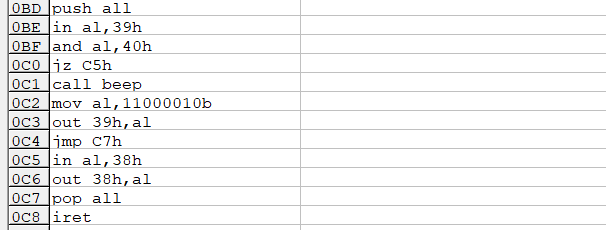 0BD push all
0BE in al,39h
0BF and al,40h
0C0 jz C5h
0C1 call beep
0C2 mov al,11000010b
0C3 out 39h,al
0C4 jmp C7h
0C5 in al,38h
0C6 out 38h,al
0C7 pop all
0C8 iret